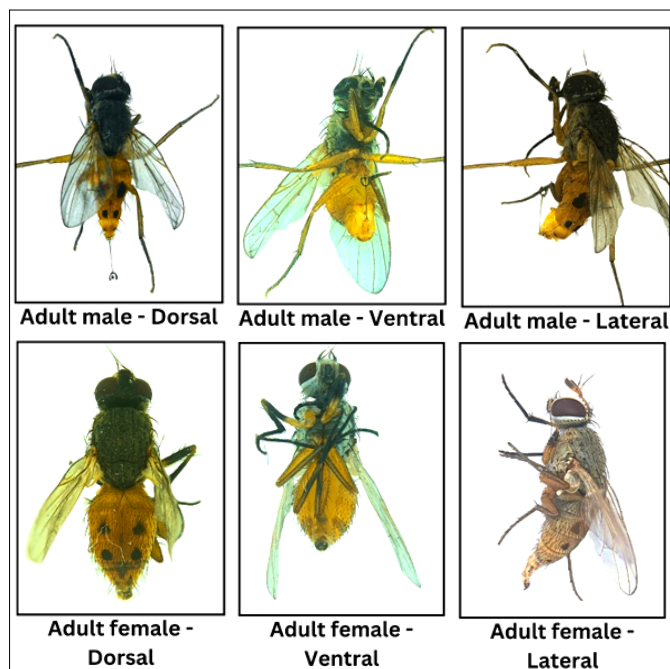 Adult male - Dorsal
Adult male - Ventral
Adult male - Lateral
Adult female -
Dorsal
Adult female -
Ventral
Adult female -
Lateral